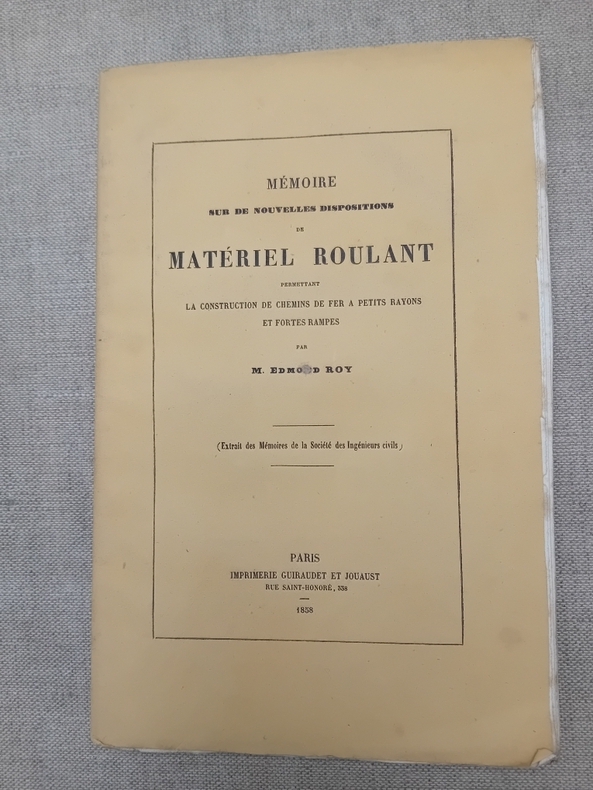 MÉMOIRE
SUR DE NOUVELLES DISPOSITIONS
DE
MATÉRIEL ROULANT
PERMETTANT
LA CONSTRUCTION DE CHEMINS DE FER A PETITS RAYONS
ET FORTES RAMPES
PAR
M. EDMOND ROY
(Extrait des Mémoires de la Société des Ingénieurs civils)
PARIS
IMPRIMERIE GUIRAUDET ET JOUAUST
RUE SAINT-HONORÉ, 338
1858